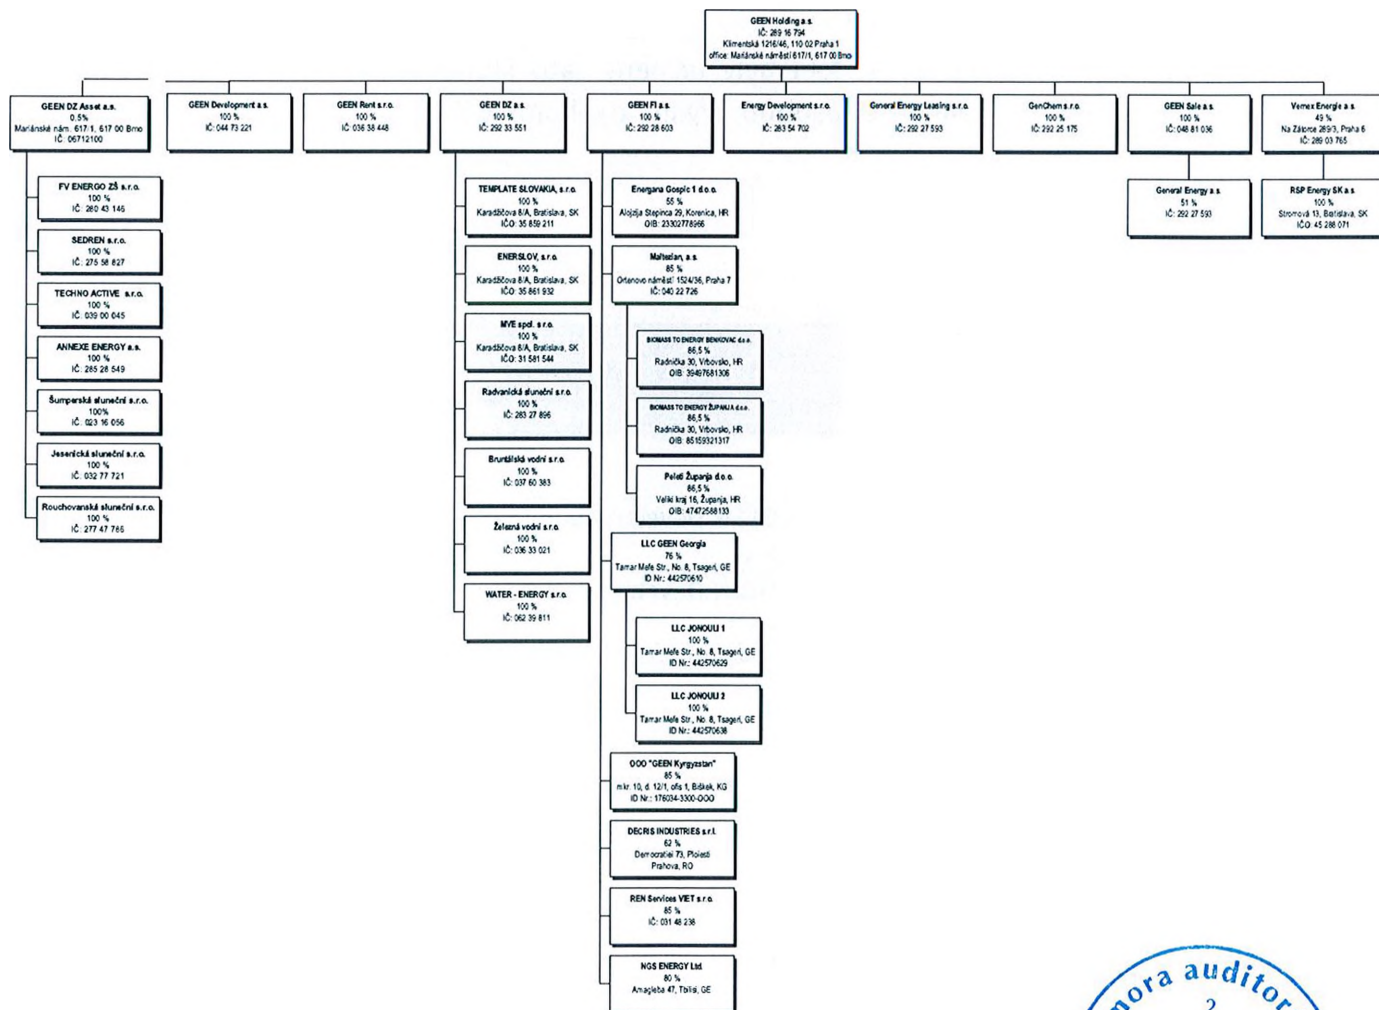 GEEN Holding a.s.
IČ: 289 16 794
Klimentská 1216/46, 110 02 Praha 1
office: Mariánské náměstí 617/1, 617 00 Brno
GEEN DZ Asset a.s.
0,5%
Mariánské nám. 617/1, 617 00 Brno
IČ: 06712100
GEEN Development a.s.
100 %
IČ: 044 73 221
GEEN Rent s.r.o.
100 %
IČ: 036 38 448
GEEN DZ a.s.
100 %
IČ: 292 33 551
GEEN FI a.s.
100 %
IČ: 292 28 603
Energy Development s.r.o.
100 %
IČ: 283 54 702
General Energy Leasing s.r.o.
100 %
IČ: 292 27 593
GenChem s.r.o.
100 %
IČ: 292 25 175
GEEN Sale a.s.
100 %
IČ: 048 81 036
Vemex Energie a.s.
49 %
Na Zátorce 289/3, Praha 6
IČ: 289 03 765
FV ENERGO ZŠ s.r.o.
100 %
IČ: 280 43 146
SEDREN s.r.o.
100 %
IČ: 275 58 827
TECHNO ACTIVE s.r.o.
100 %
IČ: 039 00 045
ANNEXE ENERGY a.s.
100 %
IČ: 285 28 549
Šumperská sluneční s.r.o.
100%
IČ: 023 16 056
Jesenická sluneční s.r.o.
100 %
IČ: 032 77 721
Rouchovanská sluneční s.r.o.
100 %
IČ: 277 47 786
TEMPLATE SLOVAKIA, s.r.o.
100 %
Karadžičova 8/A, Bratislava, SK
IČO: 35 859 211
ENERSLOV, s.r.o.
100 %
Karadžičova 8/A, Bratislava, SK
IČO: 35 861 932
MVE spol. s r.o.
100 %
Karadžičova 8/A, Bratislava, SK
IČO: 31 581 544
Radvanická sluneční s.r.o.
100 %
IČ: 283 27 896
Bruntálská vodní s.r.o.
100 %
IČ: 037 60 383
Železná vodní s.r.o.
100 %
IČ: 036 33 021
WATER - ENERGY s.r.o.
100 %
IČ: 062 39 811
Energana Gospic 1 d.o.o.
55 %
Alojzija Stepinca 29, Korenica, HR
OIB: 23302778966
Maltezian, a.s.
85 %
Ortenovo náměstí 1524/36, Praha 7
IČ: 040 22 726
BIOMASS TO ENERGY BENKOVAC d.o.o.
86,5 %
Radnička 30, Vrbovsko, HR
OIB: 39497681306
BIOMASS TO ENERGY ŽUPANJA d.o.o.
86,5 %
Radnička 30, Vrbovsko, HR
OIB: 85159321317
Peleti Županja d.o.o.
86,5 %
Veliki kraj 16, Županja, HR
OIB: 47472588133
LLC GEEN Georgia
76 %
Tamar Mefe Str., No. 8, Tsageri, GE
ID Nr.: 442570610
LLC JONOULI 1
100 %
Tamar Mefe Str., No. 8, Tsageri, GE
ID Nr.: 442570629
LLC JONOULI 2
100 %
Tamar Mefe Str., No. 8, Tsageri, GE
ID Nr.: 442570638
OOO "GEEN Kyrgyzstan"
85 %
mkr. 10, d. 12/1, ofis 1, Biškek, KG
ID Nr.: 176034-3300-OOO
DECRIS INDUSTRIES s.r.l.
62 %
Democratiei 73, Ploiesti
Prahova, RO
REN Services VIET s.r.o.
85 %
IČ: 031 48 238
NGS ENERGY Ltd.
80 %
Amagleba 47, Tbilisi, GE
General Energy a.s.
51 %
IČ: 292 27 593
RSP Energy SK a.s.
100 %
Stromová 13, Bratislava, SK
IČO: 45 288 071
mora auditor
2